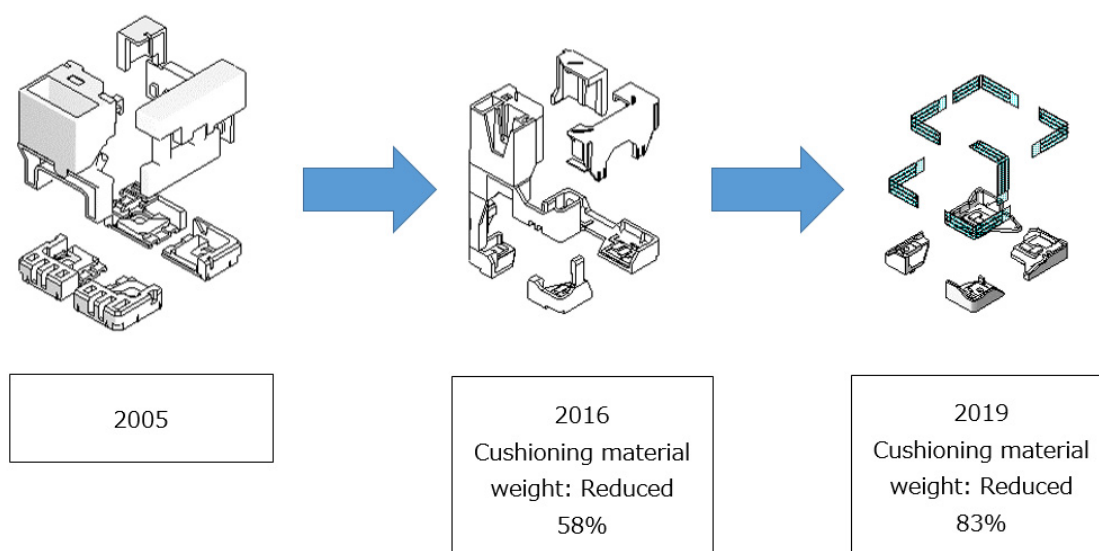 2005
2016
Cushioning material
weight: Reduced
58%
2019
Cushioning material
weight: Reduced
83%